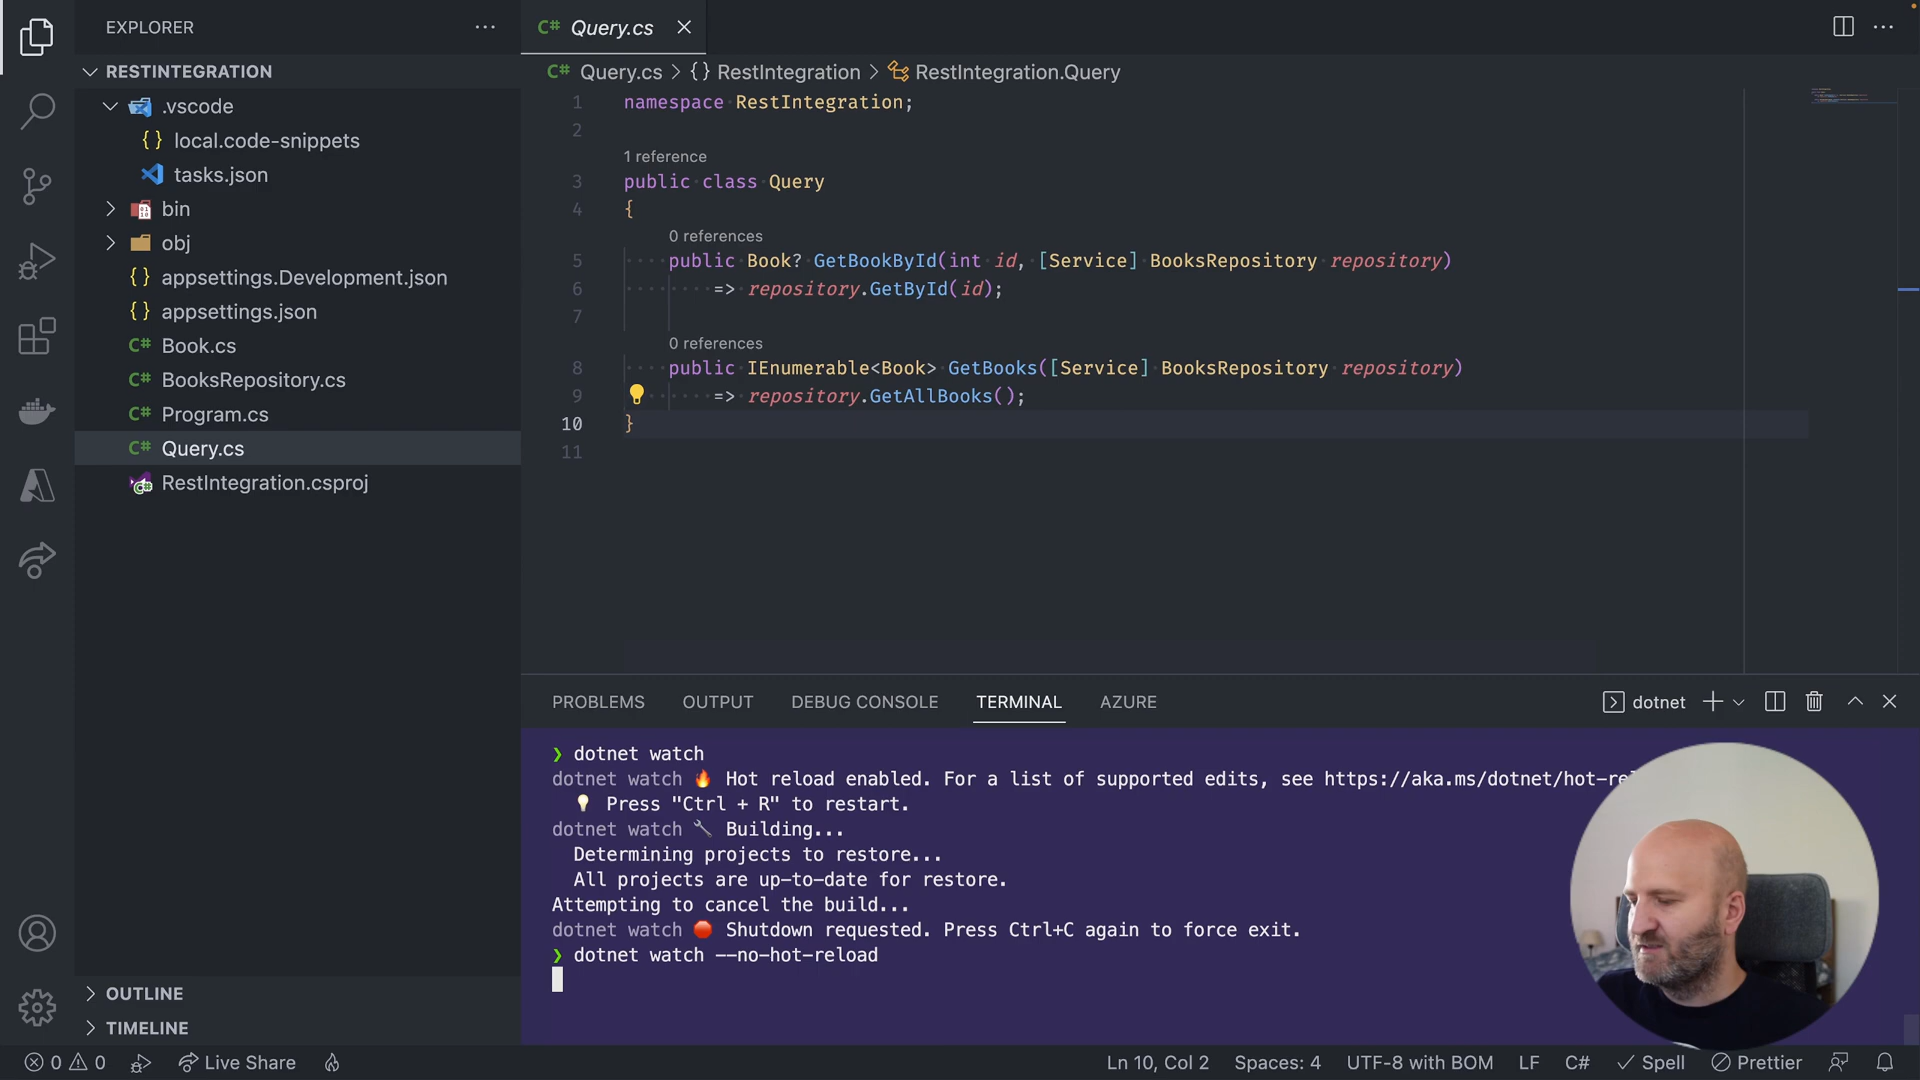 EXPLORER
RESTINTEGRATION
.vscode
{} local.code-snippets
tasks.json
bin
obj
{} appsettings.Development.json
{} appsettings.json
C# Book.cs
C# BooksRepository.cs
C# Program.cs
C# Query.cs
RestIntegration.csproj
OUTLINE
TIMELINE
C# Query.cs
C# Query.cs > {} RestIntegration > RestIntegration.Query
1 namespace RestIntegration;
2
1 reference
3 public class Query
4 {
0 references
5 public Book? GetBookById(int id, [Service] BooksRepository repository)
6 => repository.GetById(id);
7
0 references
8 public IEnumerable<Book> GetBooks([Service] BooksRepository repository)
9 => repository.GetAllBooks();
10 }
11
PROBLEMS OUTPUT DEBUG CONSOLE TERMINAL AZURE
dotnet
❯ dotnet watch
dotnet watch 🔥 Hot reload enabled. For a list of supported edits, see https://aka.ms/dotnet/hot-rel
💡 Press "Ctrl + R" to restart.
dotnet watch 🔧 Building...
Determining projects to restore...
All projects are up-to-date for restore.
Attempting to cancel the build...
dotnet watch 🛑 Shutdown requested. Press Ctrl+C again to force exit.
❯ dotnet watch --no-hot-reload
0 0 Live Share Ln 10, Col 2 Spaces: 4 UTF-8 with BOM LF C# Spell Prettier